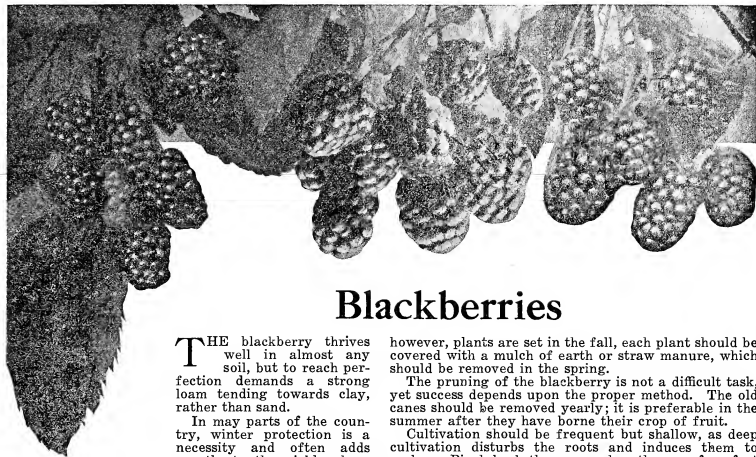 Blackberries
THE blackberry thrives
well in almost any
soil, but to reach per-
fection demands a strong
loam tending towards clay,
rather than sand.
In may parts of the coun-
try, winter protection is a
necessity and often adds
however, plants are set in the fall, each plant should be
covered with a mulch of earth or straw manure, which
should be removed in the spring.
The pruning of the blackberry is not a difficult task,
yet success depends upon the proper method. The old
canes should be removed yearly; it is preferable in the
summer after they have borne their crop of fruit.
Cultivation should be frequent but shallow, as deep
cultivation disturbs the roots and induces them to